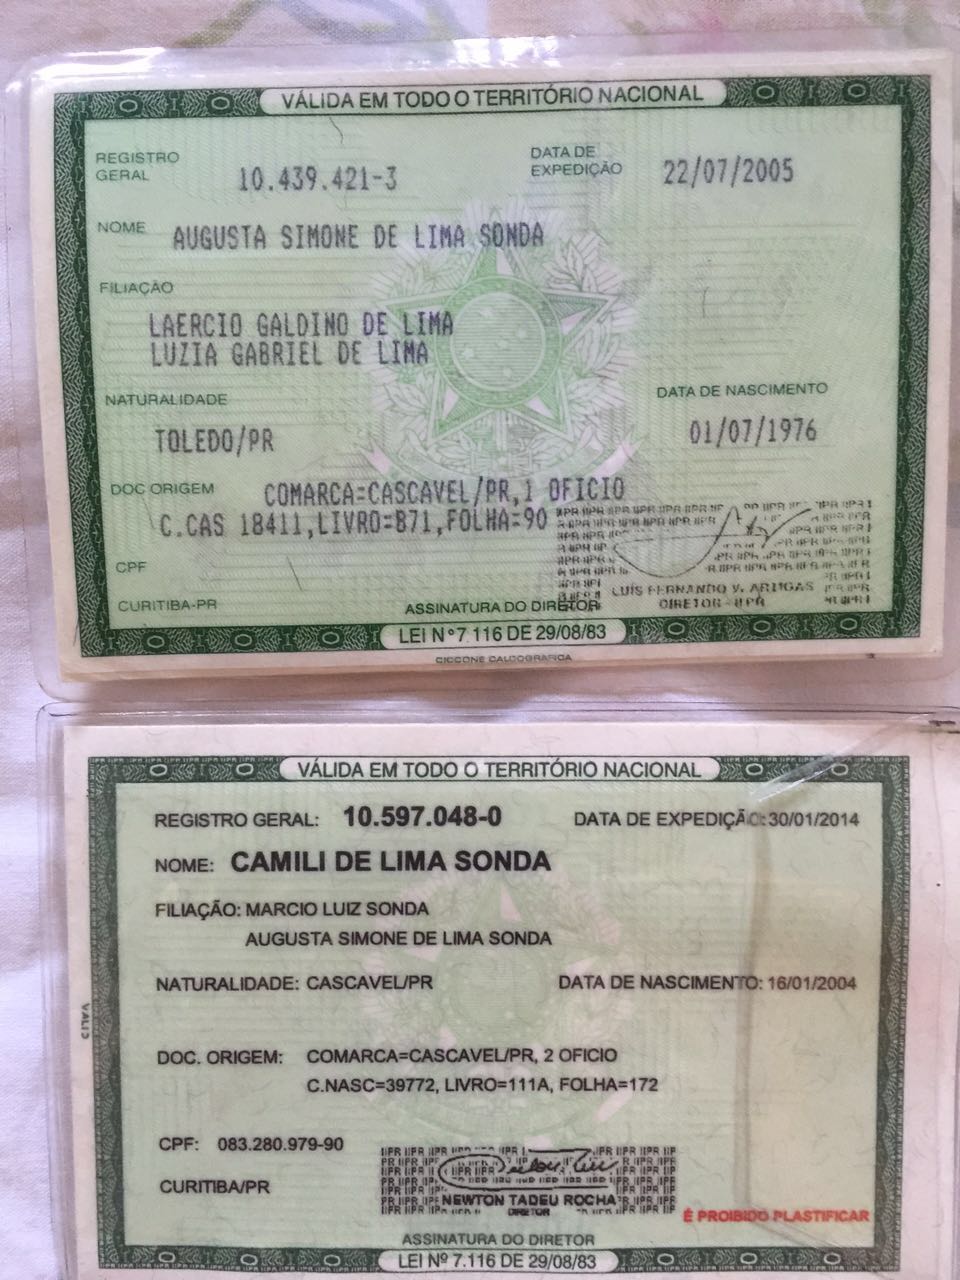 VÁLIDA EM TODO O TERRITÓRIO NACIONAL
REGISTRO GERAL 10.439.421-3 DATA DE EXPEDIÇÃO 22/07/2005
NOME AUGUSTA SIMONE DE LIMA SONDA
FILIAÇÃO
LAERCIO GALDINO DE LIMA
LUZIA GABRIEL DE LIMA
NATURALIDADE DATA DE NASCIMENTO
TOLEDO/PR 01/07/1976
DOC ORIGEM COMARCA=CASCAVEL/PR,1 OFICIO
C.CAS 18411,LIVRO=B71,FOLHA=90
CPF
LUIS FERNANDO V. ARTIGAS
DIRETOR - IIPR
CURITIBA-PR ASSINATURA DO DIRETOR
LEI Nº 7.116 DE 29/08/83
CICCONE CALCOGRAFICA
VÁLIDA EM TODO O TERRITÓRIO NACIONAL
REGISTRO GERAL: 10.597.048-0 DATA DE EXPEDIÇÃO: 30/01/2014
NOME: CAMILI DE LIMA SONDA
FILIAÇÃO: MARCIO LUIZ SONDA
AUGUSTA SIMONE DE LIMA SONDA
NATURALIDADE: CASCAVEL/PR DATA DE NASCIMENTO: 16/01/2004
DOC. ORIGEM: COMARCA=CASCAVEL/PR, 2 OFICIO
C.NASC=39772, LIVRO=111A, FOLHA=172
CPF: 083.280.979-90
CURITIBA/PR
NEWTON TADEU ROCHA
DIRETOR
É PROIBIDO PLASTIFICAR
ASSINATURA DO DIRETOR
LEI Nº 7.116 DE 29/08/83